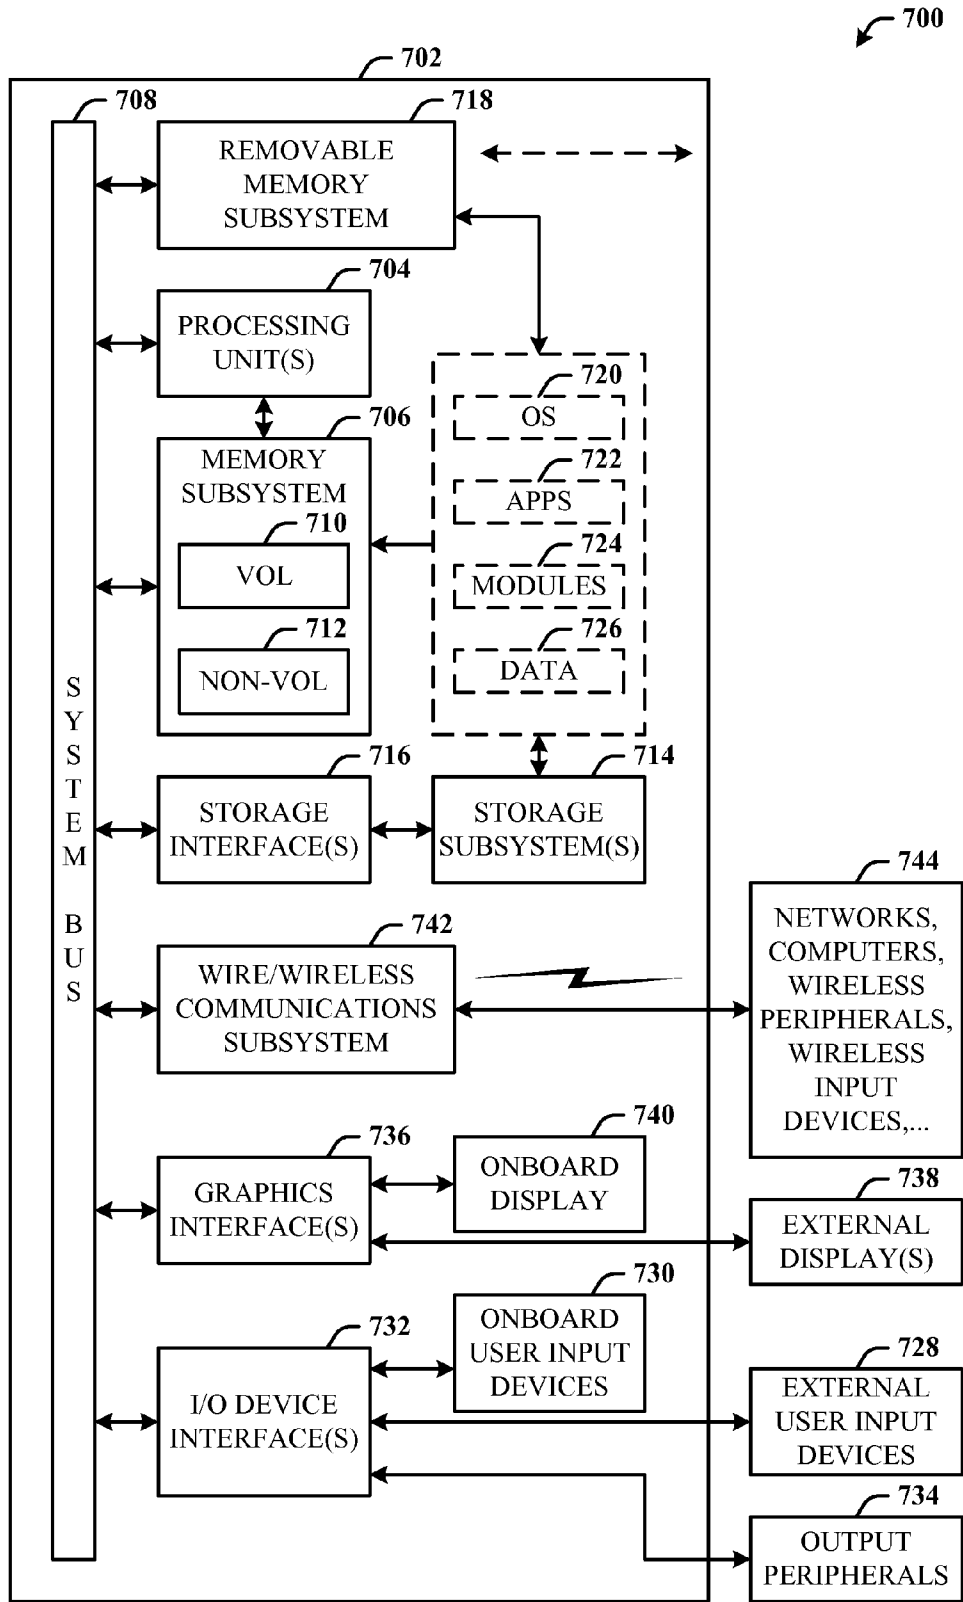 700
702
708
718
REMOVABLE
MEMORY
SUBSYSTEM
704
PROCESSING
UNIT(S)
706
MEMORY
SUBSYSTEM
710
VOL
712
NON-VOL
720
OS
722
APPS
724
MODULES
726
DATA
716
STORAGE
INTERFACE(S)
714
STORAGE
SUBSYSTEM(S)
SYSTEM BUS
742
WIRE/WIRELESS
COMMUNICATIONS
SUBSYSTEM
744
NETWORKS,
COMPUTERS,
WIRELESS
PERIPHERALS,
WIRELESS
INPUT
DEVICES,...
736
GRAPHICS
INTERFACE(S)
740
ONBOARD
DISPLAY
738
EXTERNAL
DISPLAY(S)
732
I/O DEVICE
INTERFACE(S)
730
ONBOARD
USER INPUT
DEVICES
728
EXTERNAL
USER INPUT
DEVICES
734
OUTPUT
PERIPHERALS